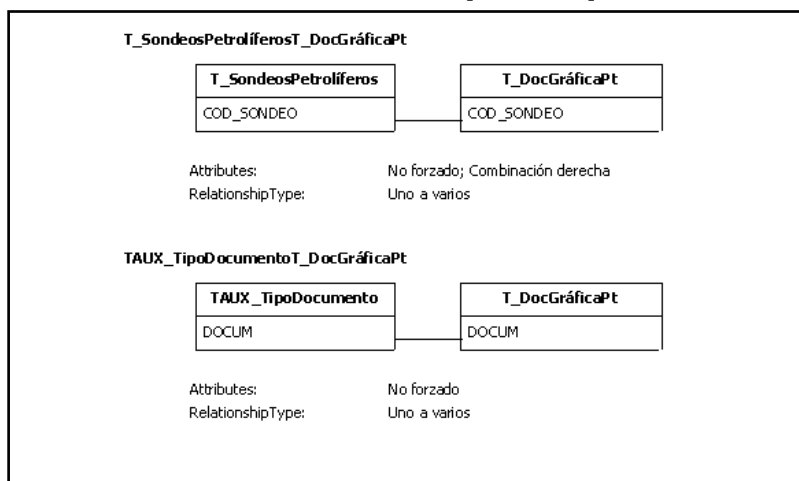 T_SondeosPetrolíferosT_DocGráficaPt
T_SondeosPetrolíferos T_DocGráficaPt
COD_SONDEO COD_SONDEO
Attributes: No forzado; Combinación derecha
RelationshipType: Uno a varios
TAUX_TipoDocumentoT_DocGráficaPt
TAUX_TipoDocumento T_DocGráficaPt
DOCUM DOCUM
Attributes: No forzado
RelationshipType: Uno a varios